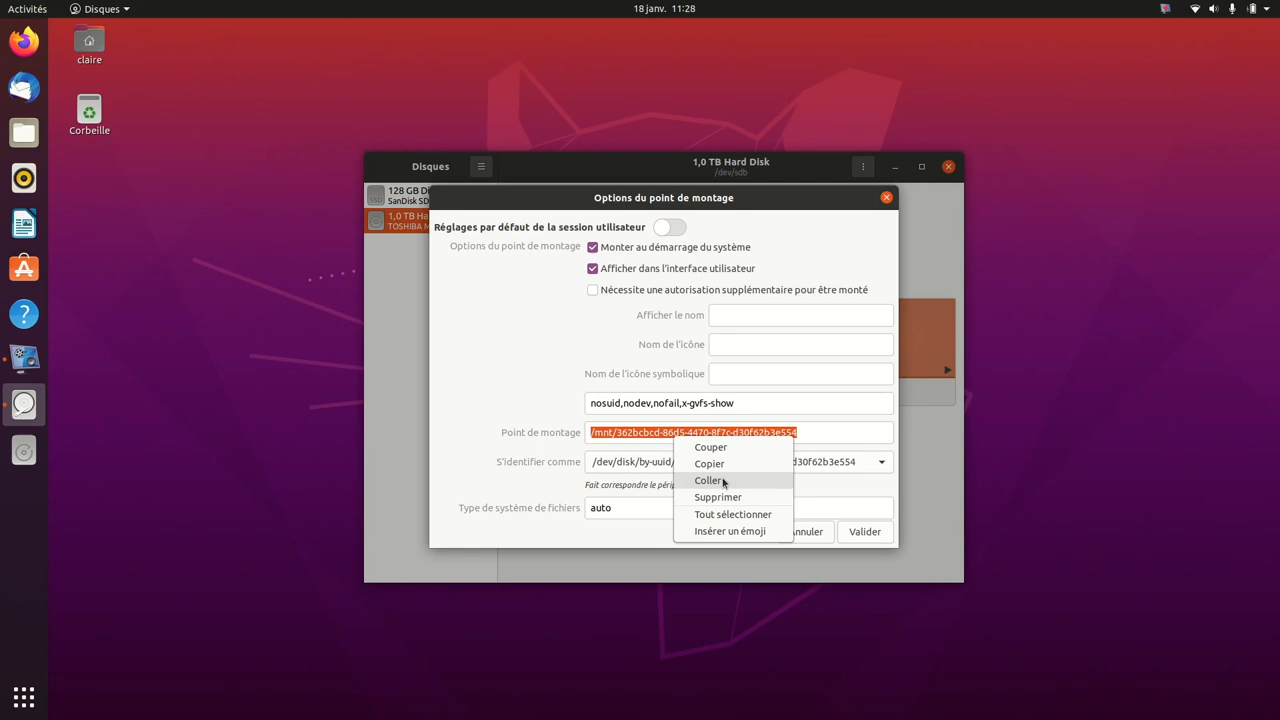 Activités
Disques
18 janv. 11:28
claire
Corbeille
Disques
1,0 TB Hard Disk
/dev/sdb
128 GB Di
SanDisk SD
1,0 TB Ha
TOSHIBA M
SSD
Options du point de montage
Réglages par défaut de la session utilisateur
Options du point de montage
Monter au démarrage du système
Afficher dans l'interface utilisateur
Nécessite une autorisation supplémentaire pour être monté
Afficher le nom
Nom de l'icône
Nom de l'icône symbolique
nosuid,nodev,nofail,x-gvfs-show
Point de montage
/mnt/362bcbcd-86d5-4470-8f7c-d30f62b3e554
S'identifier comme
/dev/disk/by-uuid/
d30f62b3e554
Fait correspondre le périp
Type de système de fichiers
auto
Couper
Copier
Coller
Supprimer
Tout sélectionner
Insérer un émoji
Annuler
Valider